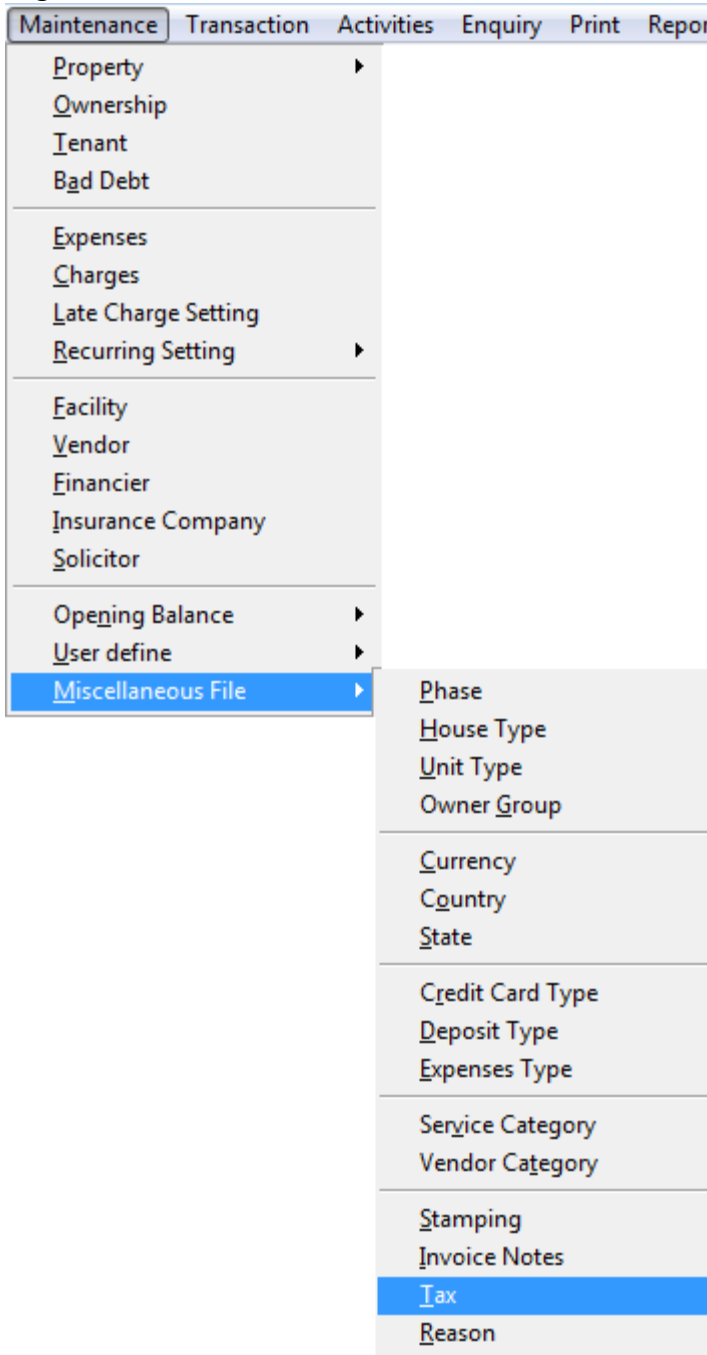 Maintenance Transaction Activities Enquiry Print Repor
Property
Ownership
Tenant
Bad Debt
Expenses
Charges
Late Charge Setting
Recurring Setting
Facility
Vendor
Financier
Insurance Company
Solicitor
Opening Balance
User define
Miscellaneous File
Phase
House Type
Unit Type
Owner Group
Currency
Country
State
Credit Card Type
Deposit Type
Expenses Type
Service Category
Vendor Category
Stamping
Invoice Notes
Tax
Reason